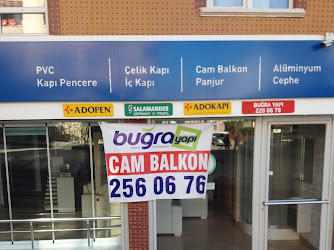 PVC
Kapı Pencere
Çelik Kapı
İç Kapı
Cam Balkon
Panjur
Alüminyum
Cephe
ADOPEN
SALAMANDER
ADOKAPI
BUĞRA YAPI
228 06 76
buğra yapı
CAM BALKON
256 06 76